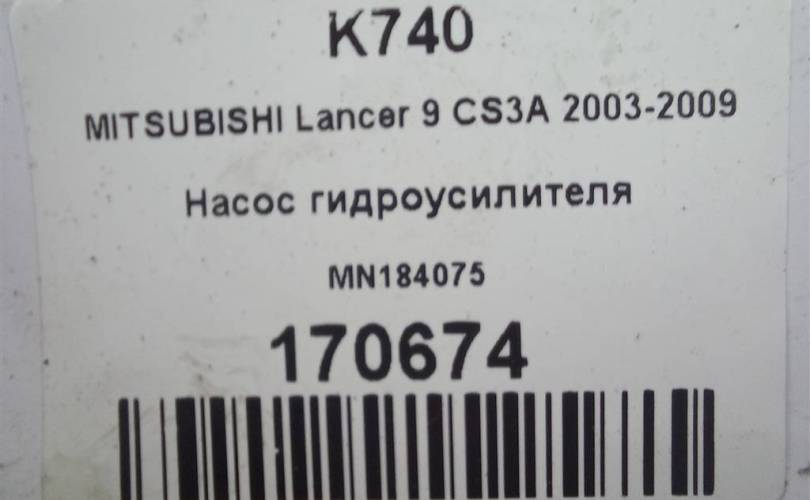 K740
MITSUBISHI Lancer 9 CS3A 2003-2009
Насос гидроусилителя
MN184075
170674